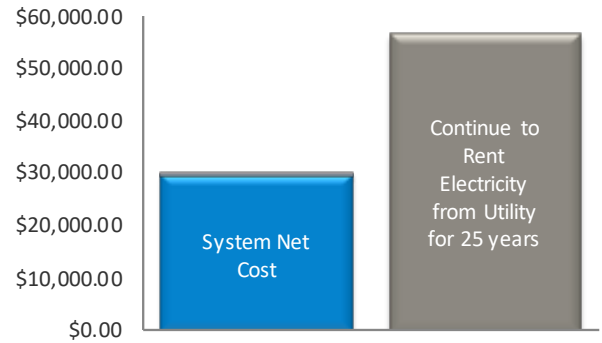 $60,000.00
$50,000.00
$40,000.00
$30,000.00
$20,000.00
$10,000.00
$0.00
System Net
Cost
Continue to
Rent
Electricity
from Utility
for 25 years